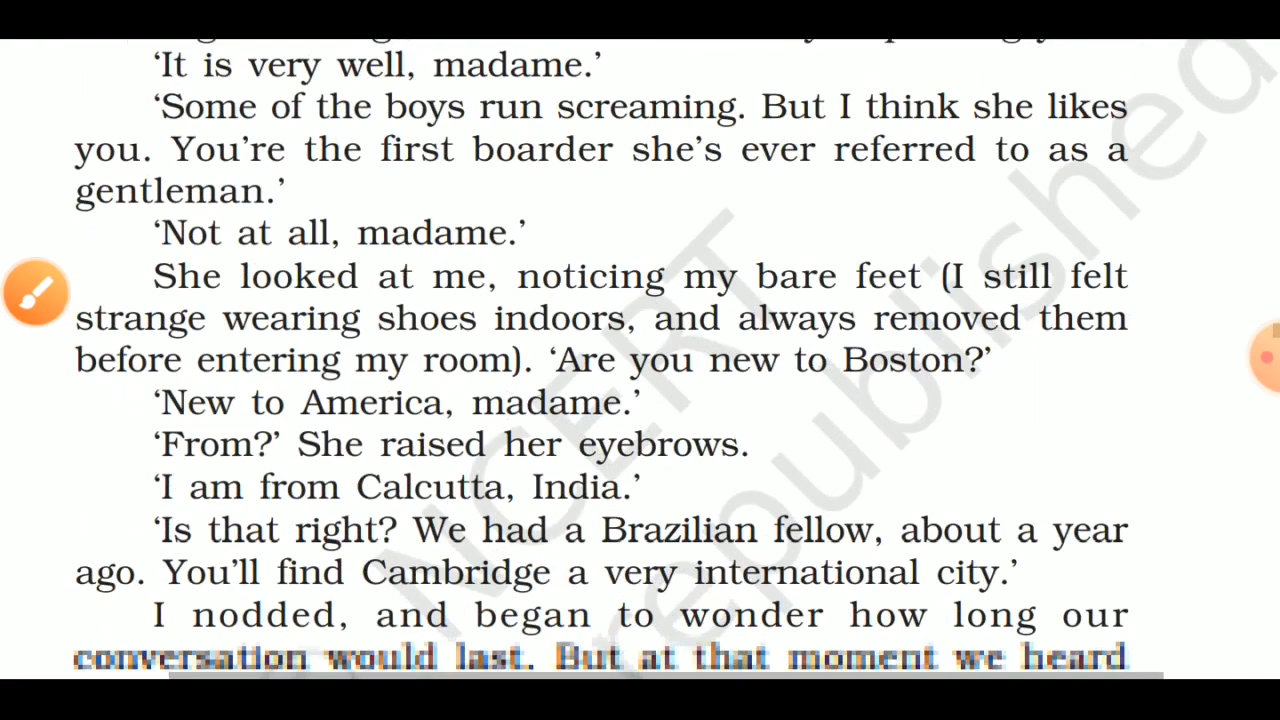 ‘It is very well, madame.’
‘Some of the boys run screaming. But I think she likes
you. You’re the first boarder she’s ever referred to as a
gentleman.’
‘Not at all, madame.’
She looked at me, noticing my bare feet (I still felt
strange wearing shoes indoors, and always removed them
before entering my room). ‘Are you new to Boston?’
‘New to America, madame.’
‘From?’ She raised her eyebrows.
‘I am from Calcutta, India.’
‘Is that right? We had a Brazilian fellow, about a year
ago. You’ll find Cambridge a very international city.’
I nodded, and began to wonder how long our
conversation would last. But at that moment we heard
NCERT
republished